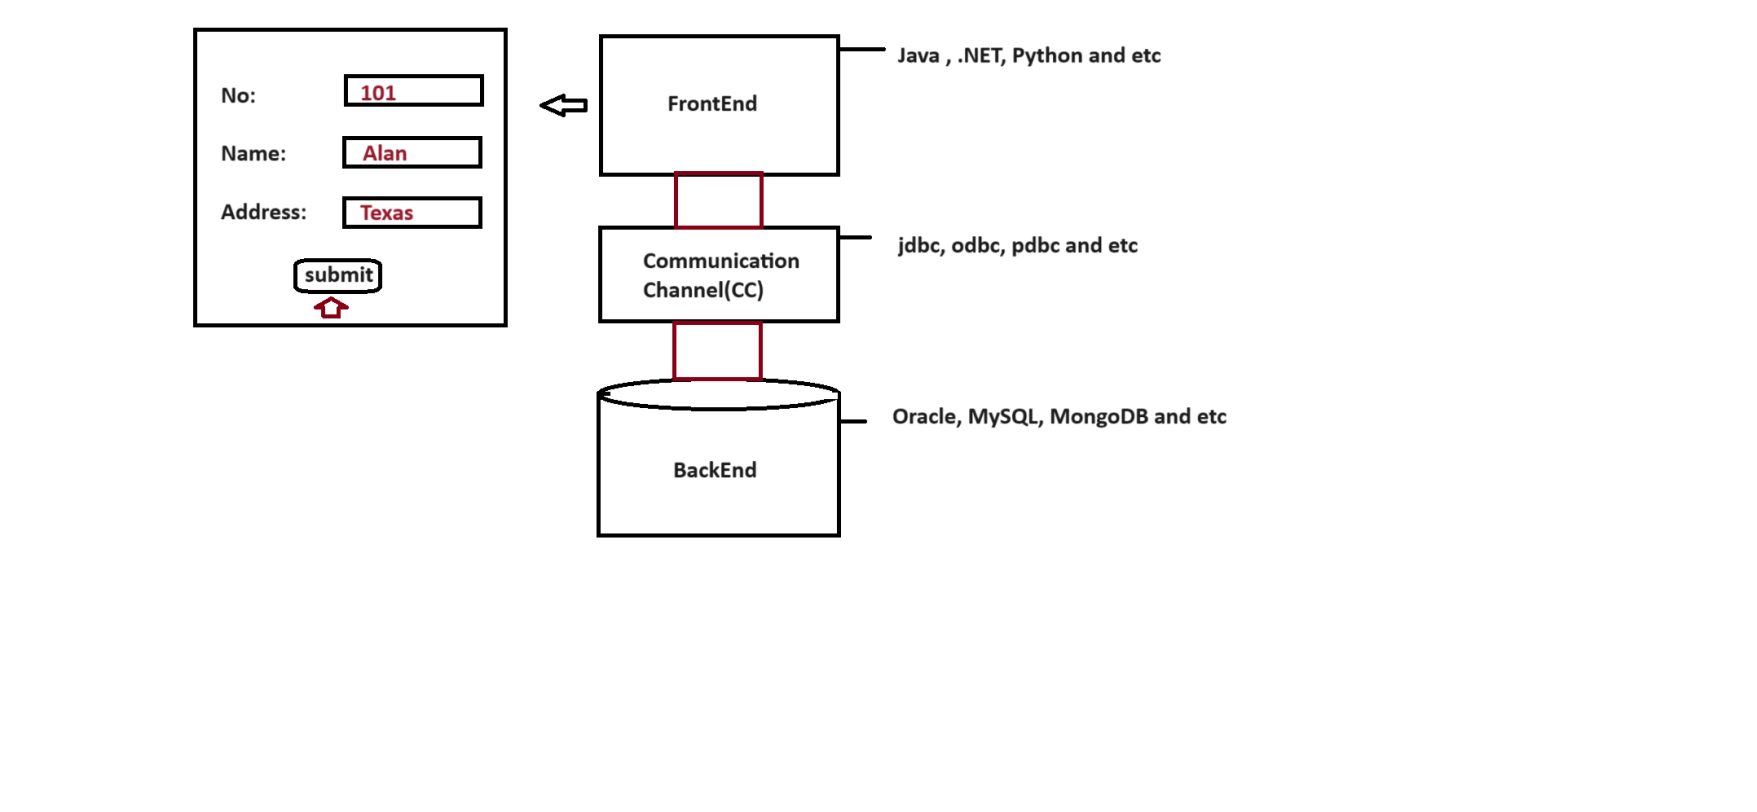 No:
101
Name:
Alan
Address:
Texas
submit
FrontEnd
Java , .NET, Python and etc
Communication
Channel(CC)
jdbc, odbc, pdbc and etc
BackEnd
Oracle, MySQL, MongoDB and etc